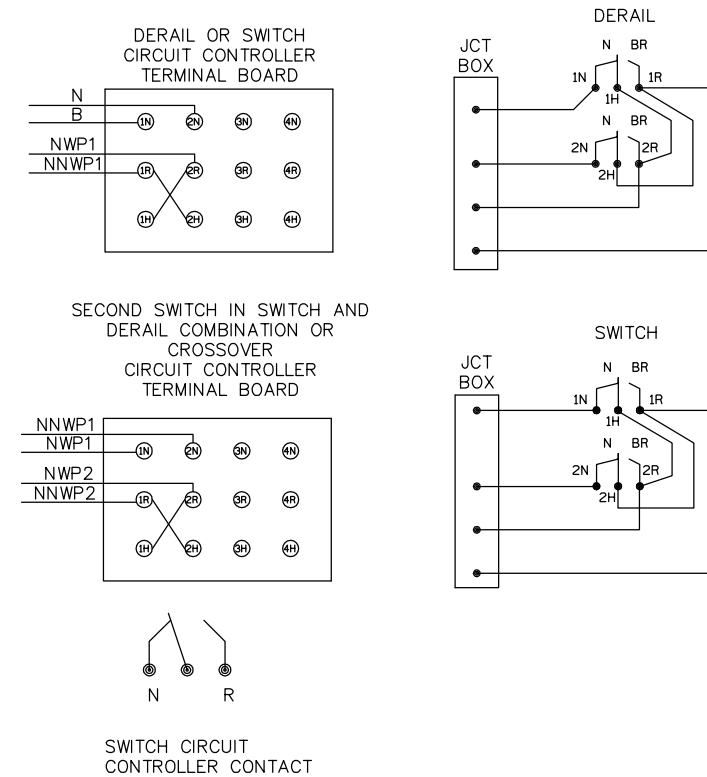 DERAIL OR SWITCH
CIRCUIT CONTROLLER
TERMINAL BOARD
N
B
NWP1
NNWP1
1N 2N 3N 4N
1R 2R 3R 4R
1H 2H 3H 4H
DERAIL
JCT
BOX
N BR
1N 1R
1H
N BR
2N 2R
2H
SECOND SWITCH IN SWITCH AND
DERAIL COMBINATION OR
CROSSOVER
CIRCUIT CONTROLLER
TERMINAL BOARD
NNWP1
NWP1
NWP2
NNWP2
1N 2N 3N 4N
1R 2R 3R 4R
1H 2H 3H 4H
SWITCH
JCT
BOX
N BR
1N 1R
1H
N BR
2N 2R
2H
N R
SWITCH CIRCUIT
CONTROLLER CONTACT